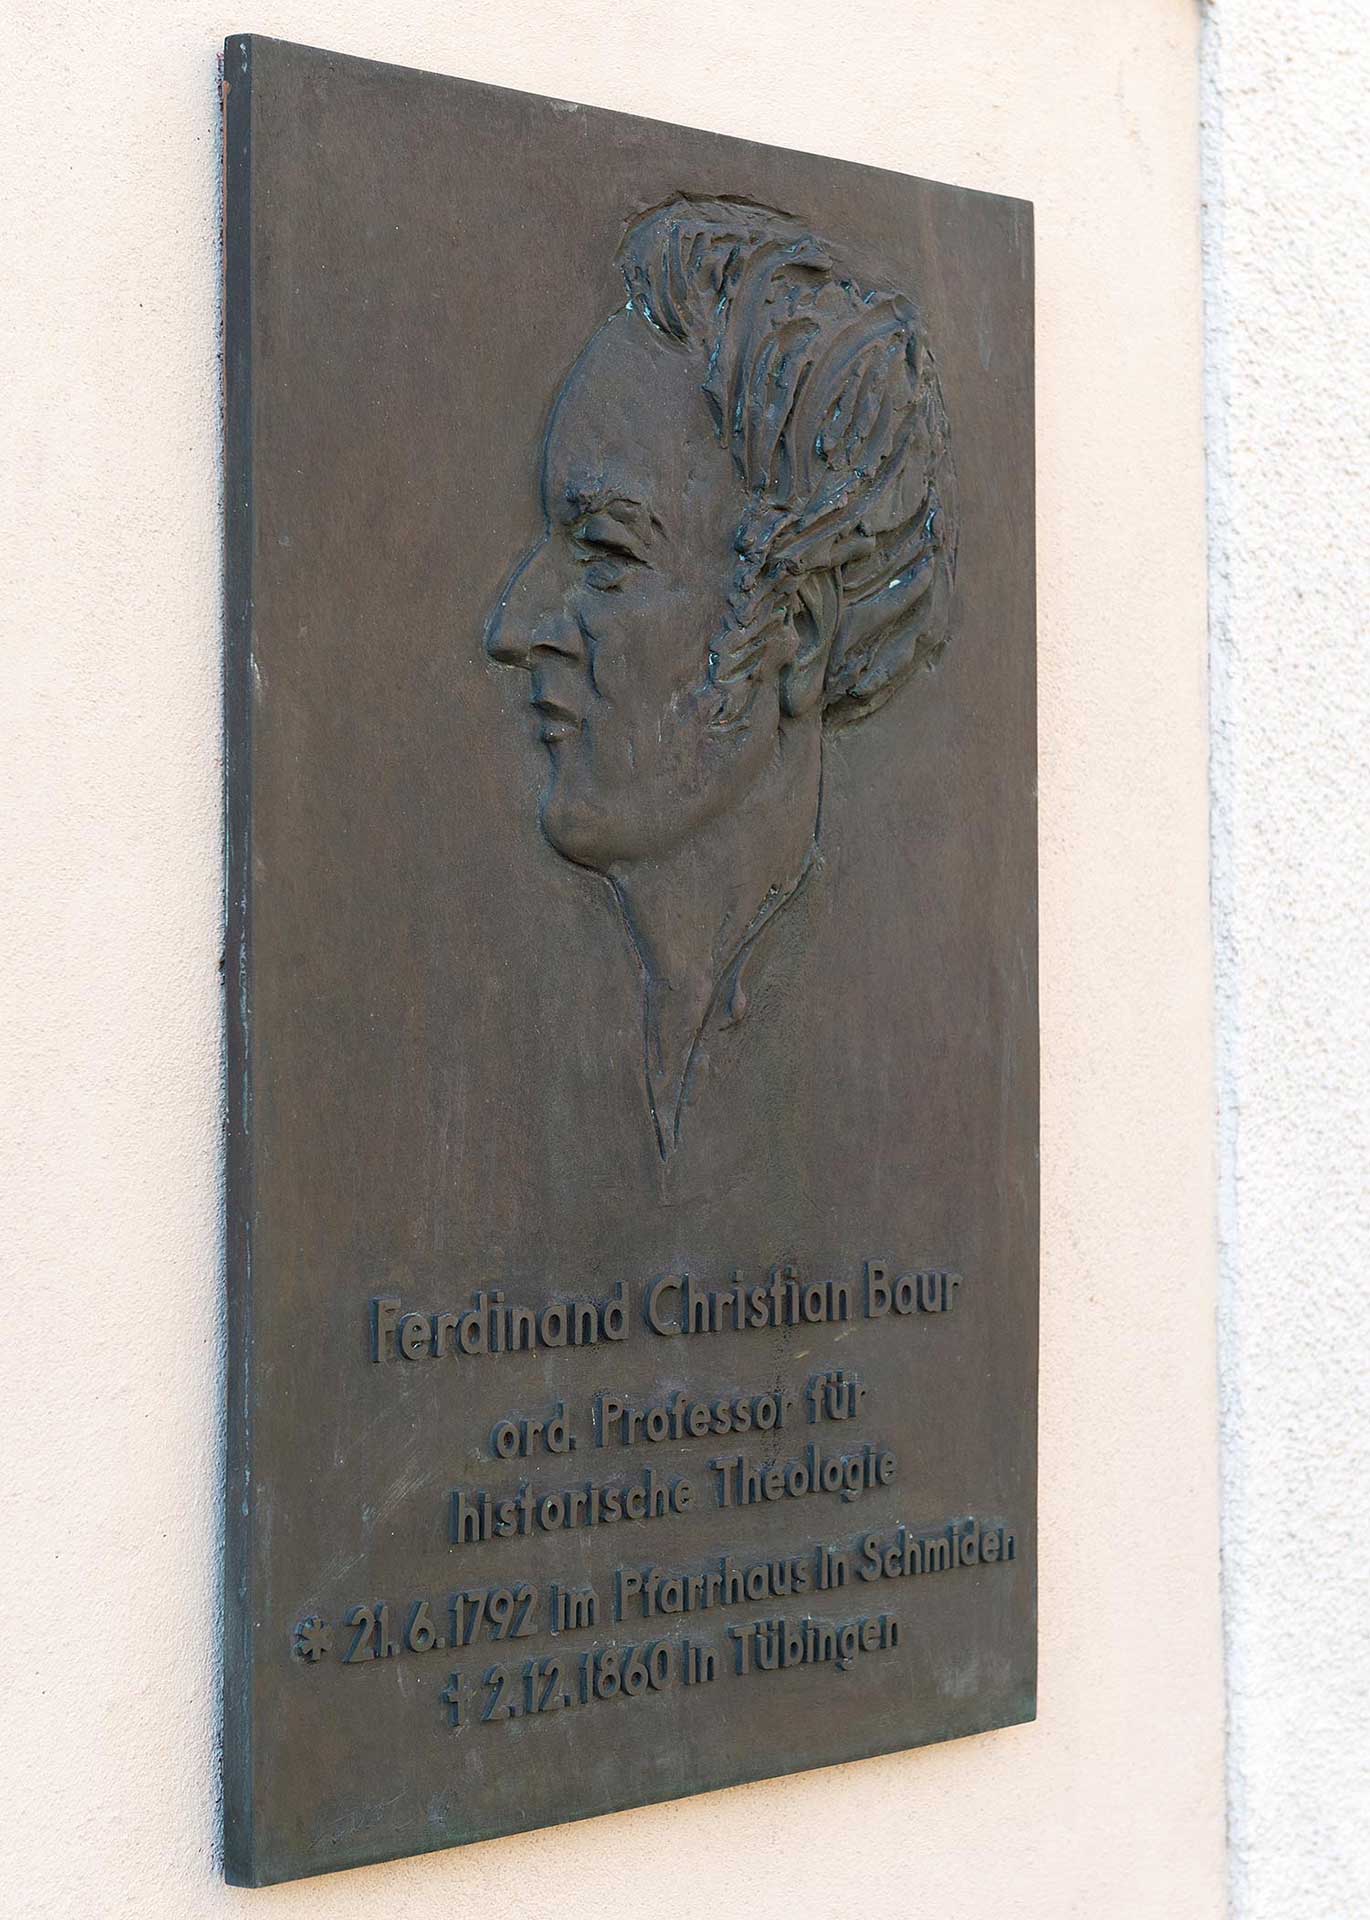 Ferdinand Christian Baur
ord. Professor für
historische Theologie
* 21.6.1792 im Pfarrhaus in Schmiden
† 2.12.1860 in Tübingen